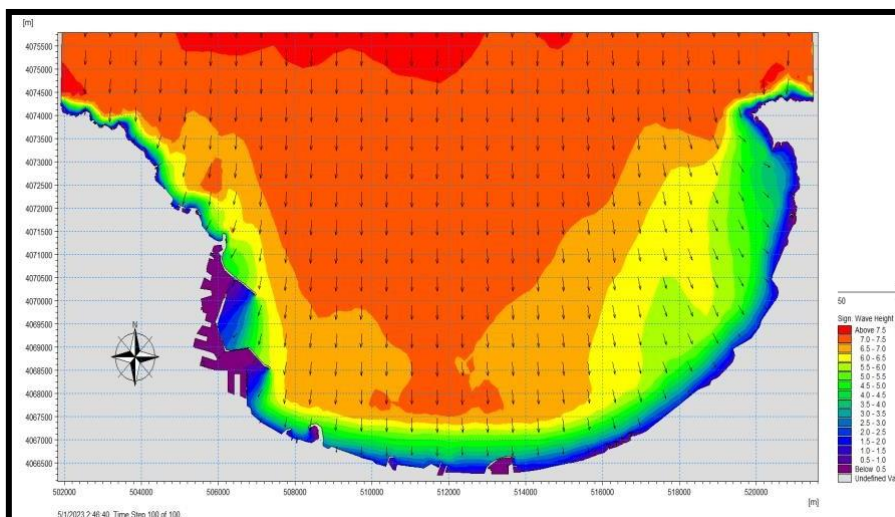 [m]
4075500
4075000
4074500
4074000
4073500
4073000
4072500
4072000
4071500
4071000
4070500
4070000
4069500
4069000
4068500
4068000
4067500
4067000
4066500
N
502000 504000 506000 508000 510000 512000 514000 516000 518000 520000
[m]
50
Sign. Wave Height
Above 7.5
7.0 - 7.5
6.5 - 7.0
6.0 - 6.5
5.5 - 6.0
5.0 - 5.5
4.5 - 5.0
4.0 - 4.5
3.5 - 4.0
3.0 - 3.5
2.5 - 3.0
2.0 - 2.5
1.5 - 2.0
1.0 - 1.5
0.5 - 1.0
Below 0.5
Undefined Va
5/1/2023 2:46:40 Time Step 100 of 100